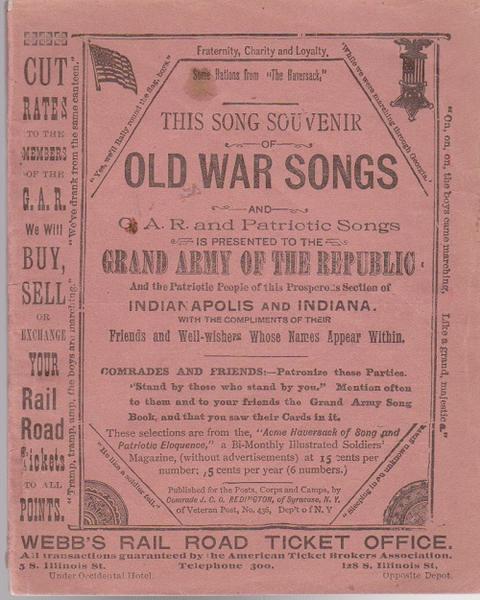 CUT
RATES
TO THE
MEMBERS
OF THE
G. A. R.
We Will
BUY,
SELL
OR
EXCHANGE
YOUR
Rail
Road
Tickets
TO ALL
POINTS.
"We've drank from the same canteen."
"Tramp, tramp, tramp, the boys are marching."
"Yes, we'll Rally round the flag, boys."
Fraternity, Charity and Loyalty.
"While we were marching through Georgia."
"On, on, on, the boys came marching, Like a grand, majestic
Some Rations from "The Haversack,"
THIS SONG SOUVENIR
OF
OLD WAR SONGS
AND
G. A. R. and Patriotic Songs
IS PRESENTED TO THE
GRAND ARMY OF THE REPUBLIC
And the Patriotic People of this Prosperous Section of
INDIANAPOLIS AND INDIANA.
WITH THE COMPLIMENTS OF THEIR
Friends and Well-wishers Whose Names Appear Within.
COMRADES AND FRIENDS:—Patronize these Parties.
"Stand by those who stand by you." Mention often
to them and to your friends the Grand Army Song
Book, and that you saw their Cards in it.
These selections are from the, "Acme Haversack of Song and
Patriotic Eloquence," a Bi-Monthly Illustrated Soldiers'
Magazine, (without advertisements) at 15 cents per
number; 75 cents per year (6 numbers.)
"He like a soldier fell."
"Sleeping in an unknown grave."
Published for the Posts, Corps and Camps, by
Comrade J. C. O. REDINGTON, of Syracuse, N. Y.
of Veteran Post, No. 436, Dep't of N. Y
WEBB'S RAIL ROAD TICKET OFFICE.
All transactions guaranteed by the American Ticket Brokers Association.
5 S. Illinois St. Telephone 300. 128 S. Illinois St,
Under Occidental Hotel. Opposite Depot.